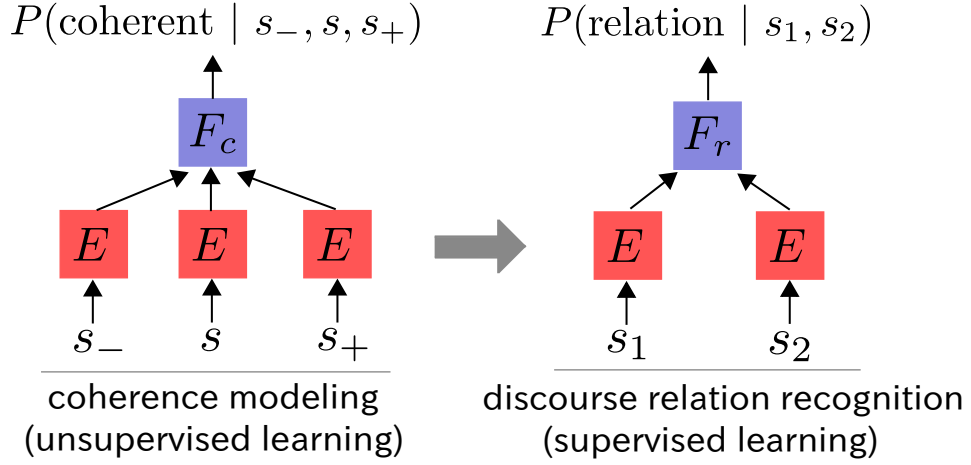 P(coherent | s₋, s, s₊)
P(relation | s₁, s₂)
F_c
F_r
E E E
E E
s₋ s s₊
s₁ s₂
coherence modeling
(unsupervised learning)
discourse relation recognition
(supervised learning)